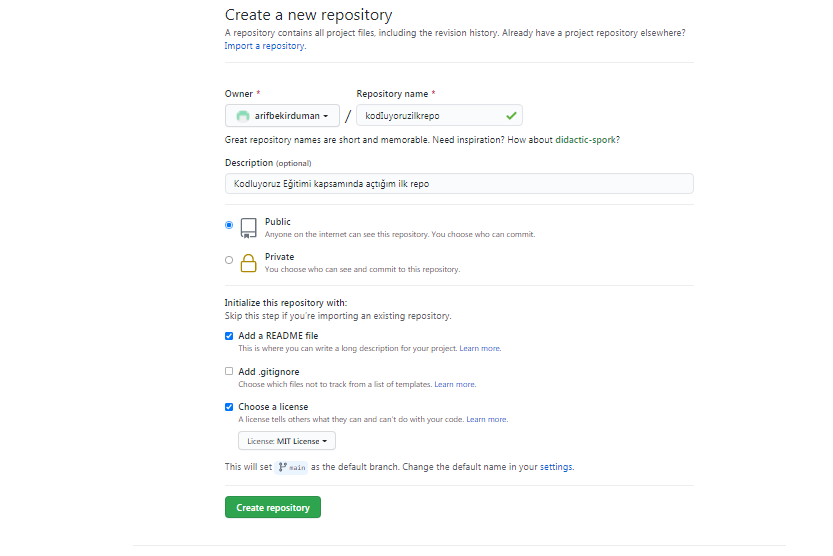 Create a new repository
A repository contains all project files, including the revision history. Already have a project repository elsewhere?
Import a repository.
Owner *
Repository name *
arifbekirduman / kodluyoruzilkrepo
Great repository names are short and memorable. Need inspiration? How about didactic-spork?
Description (optional)
Kodluyoruz Eğitimi kapsamında açtığım ilk repo
Public
Anyone on the internet can see this repository. You choose who can commit.
Private
You choose who can see and commit to this repository.
Initialize this repository with:
Skip this step if you're importing an existing repository.
Add a README file
This is where you can write a long description for your project. Learn more.
Add .gitignore
Choose which files not to track from a list of templates. Learn more.
Choose a license
A license tells others what they can and can't do with your code. Learn more.
License: MIT License
This will set main as the default branch. Change the default name in your settings.
Create repository